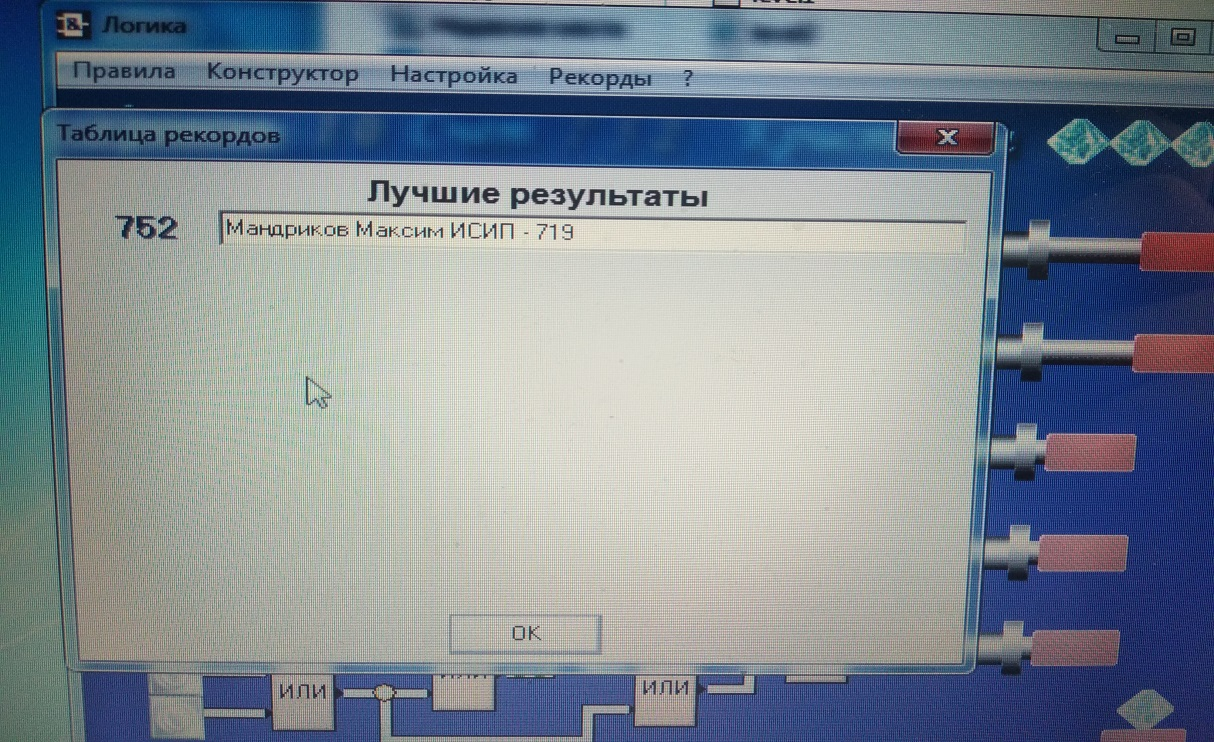 Логика
Правила Конструктор Настройка Рекорды ?
Таблица рекордов
Лучшие результаты
752 Мандриков Максим ИСИП - 719
OK
ИЛИ
ИЛИ